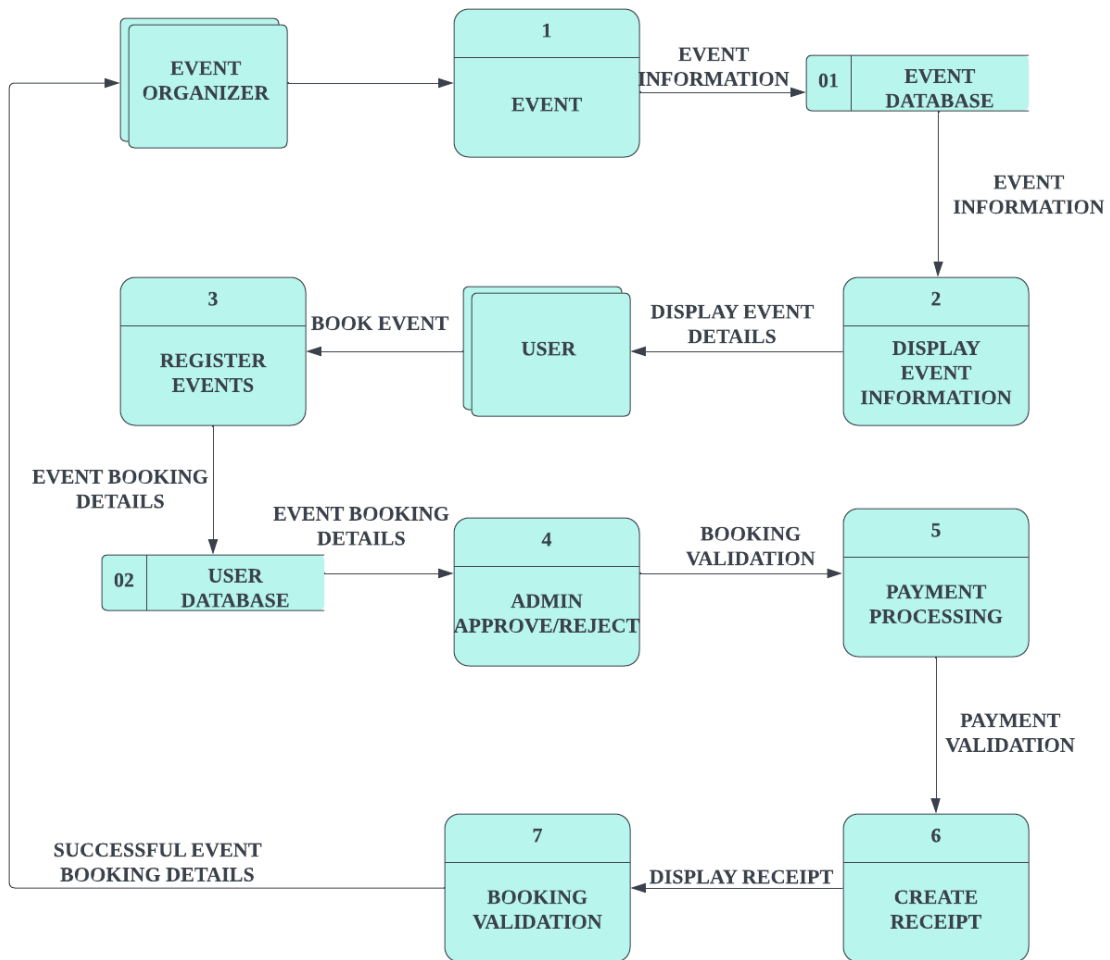 EVENT
ORGANIZER
1
EVENT
EVENT
INFORMATION
01
EVENT
DATABASE
EVENT
INFORMATION
3
REGISTER
EVENTS
BOOK EVENT
USER
DISPLAY EVENT
DETAILS
2
DISPLAY
EVENT
INFORMATION
EVENT BOOKING
DETAILS
02
USER
DATABASE
EVENT BOOKING
DETAILS
4
ADMIN
APPROVE/REJECT
BOOKING
VALIDATION
5
PAYMENT
PROCESSING
PAYMENT
VALIDATION
SUCCESSFUL EVENT
BOOKING DETAILS
7
BOOKING
VALIDATION
DISPLAY RECEIPT
6
CREATE
RECEIPT